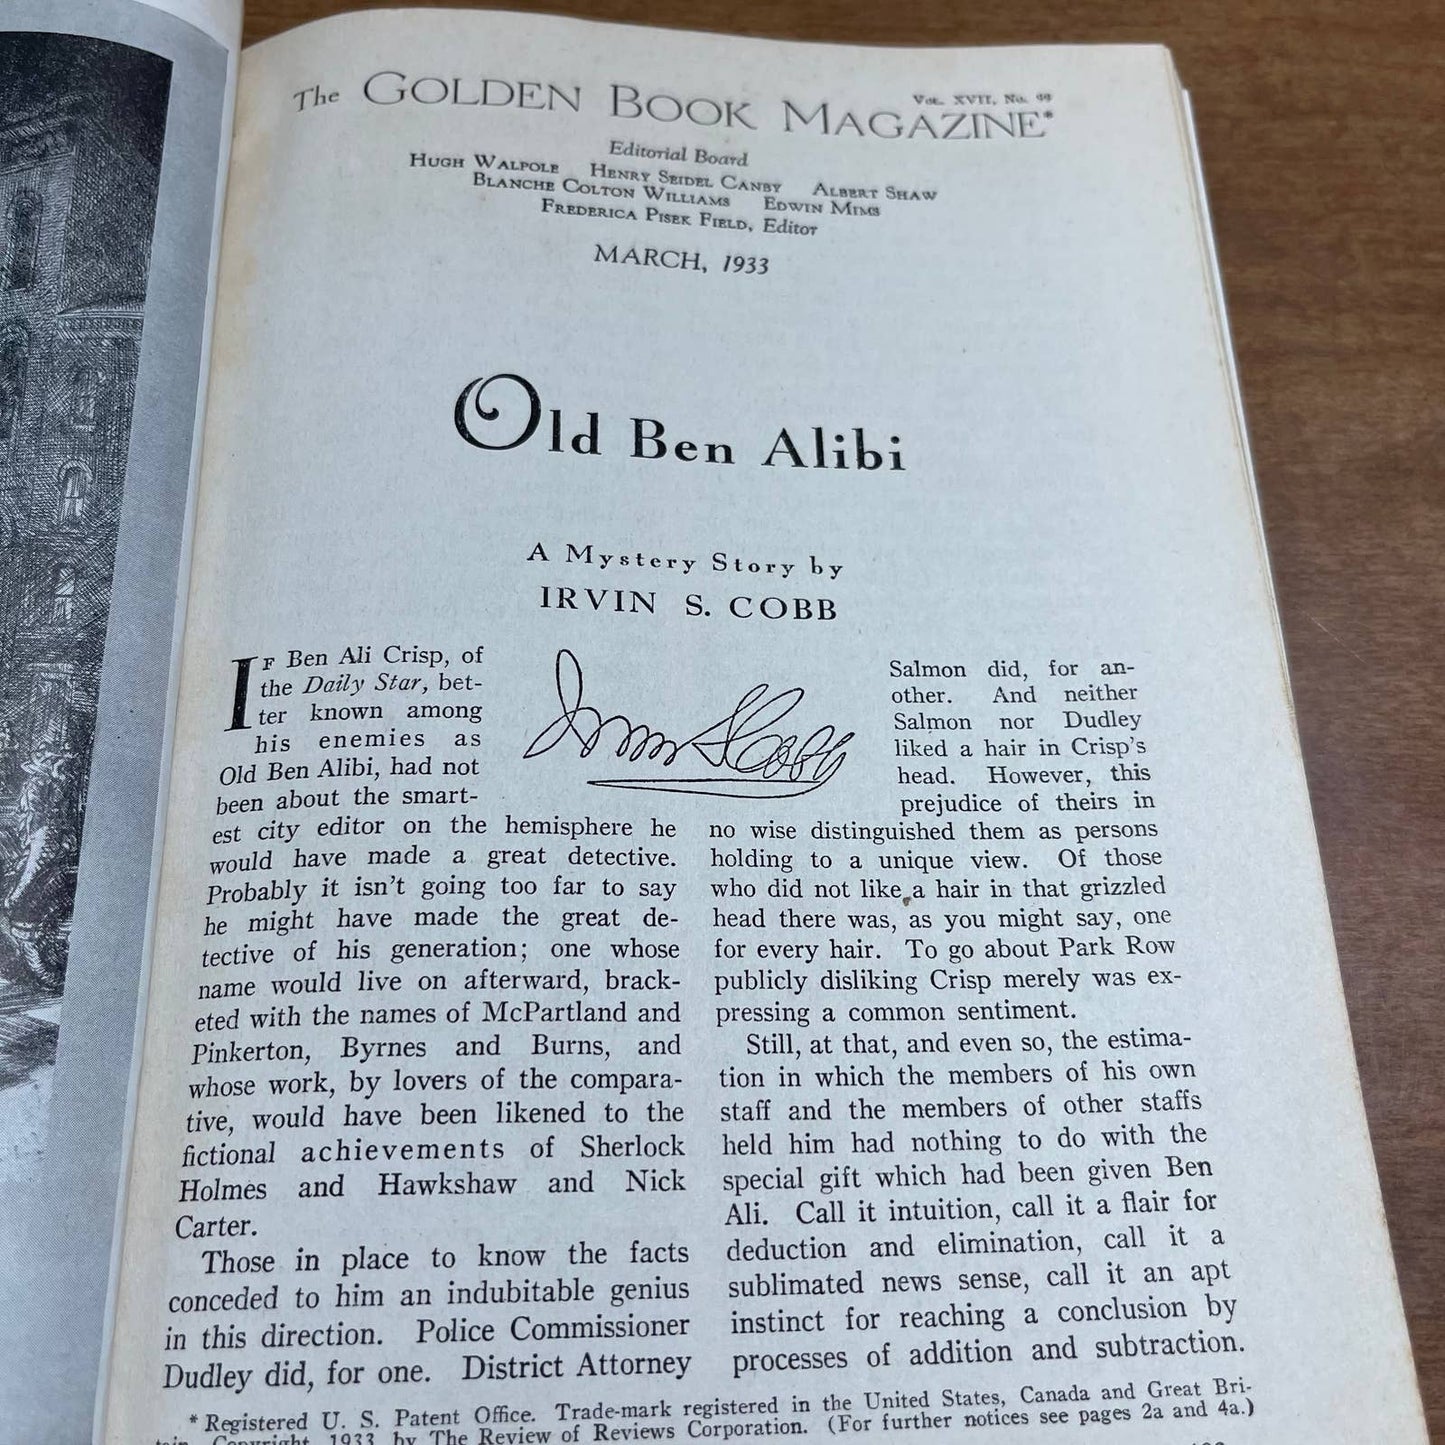 Vol. XVII, No. 99
The GOLDEN BOOK MAGAZINE*
Editorial Board
HUGH WALPOLE HENRY SEIDEL CANBY ALBERT SHAW
BLANCHE COLTON WILLIAMS EDWIN MIMS
FREDERICA PISEK FIELD, Editor
MARCH, 1933
Old Ben Alibi
A Mystery Story by
IRVIN S. COBB
Irvin S Cobb
IF Ben Ali Crisp, of
the Daily Star, bet-
ter known among
his enemies as
Old Ben Alibi, had not
been about the smart-
est city editor on the hemisphere he
would have made a great detective.
Probably it isn't going too far to say
he might have made the great de-
tective of his generation; one whose
name would live on afterward, brack-
eted with the names of McPartland and
Pinkerton, Byrnes and Burns, and
whose work, by lovers of the compara-
tive, would have been likened to the
fictional achievements of Sherlock
Holmes and Hawkshaw and Nick
Carter.
Those in place to know the facts
conceded to him an indubitable genius
in this direction. Police Commissioner
Dudley did, for one. District Attorney
Salmon did, for an-
other. And neither
Salmon nor Dudley
liked a hair in Crisp's
head. However, this
prejudice of theirs in
no wise distinguished them as persons
holding to a unique view. Of those
who did not like a hair in that grizzled
head there was, as you might say, one
for every hair. To go about Park Row
publicly disliking Crisp merely was ex-
pressing a common sentiment.
Still, at that, and even so, the estima-
tion in which the members of his own
staff and the members of other staffs
held him had nothing to do with the
special gift which had been given Ben
Ali. Call it intuition, call it a flair for
deduction and elimination, call it a
sublimated news sense, call it an apt
instinct for reaching a conclusion by
processes of addition and subtraction.
* Registered U. S. Patent Office. Trade-mark registered in the United States, Canada and Great Bri-
tain. Copyright 1933 by The Review of Reviews Corporation. (For further notices see pages 2a and 4a.)